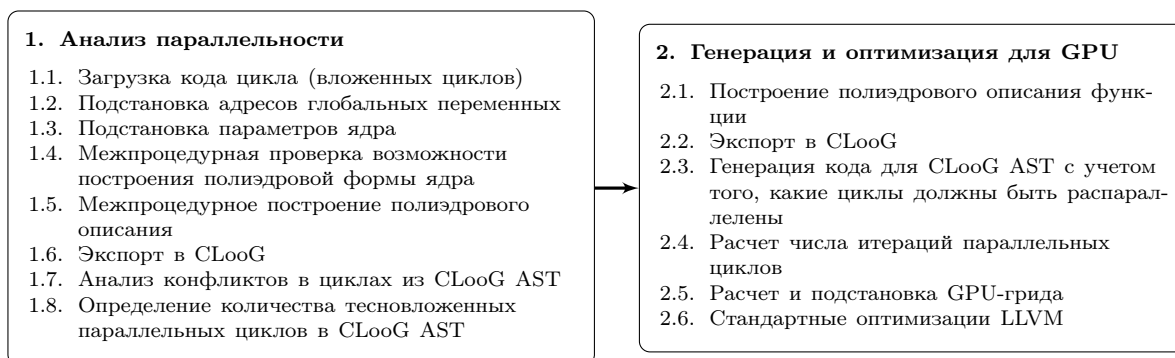 1. Анализ параллельности
1.1. Загрузка кода цикла (вложенных циклов)
1.2. Подстановка адресов глобальных переменных
1.3. Подстановка параметров ядра
1.4. Межпроцедурная проверка возможности
построения полиэдровой формы ядра
1.5. Межпроцедурное построение полиэдрового
описания
1.6. Экспорт в CLooG
1.7. Анализ конфликтов в циклах из CLooG AST
1.8. Определение количества тесновложенных
параллельных циклов в CLooG AST
2. Генерация и оптимизация для GPU
2.1. Построение полиэдрового описания функ-
ции
2.2. Экспорт в CLooG
2.3. Генерация кода для CLooG AST с учетом
того, какие циклы должны быть распарал-
лелены
2.4. Расчет числа итераций параллельных
циклов
2.5. Расчет и подстановка GPU-грида
2.6. Стандартные оптимизации LLVM